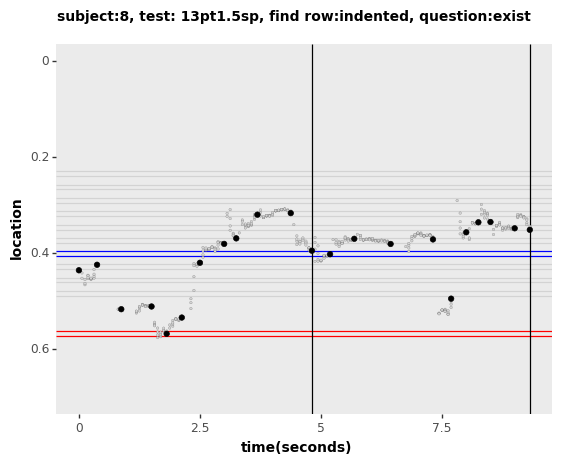 subject:8, test: 13pt1.5sp, find row:indented, question:exist
0
0.2
0.4
0.6
location
0
2.5
5
7.5
time(seconds)